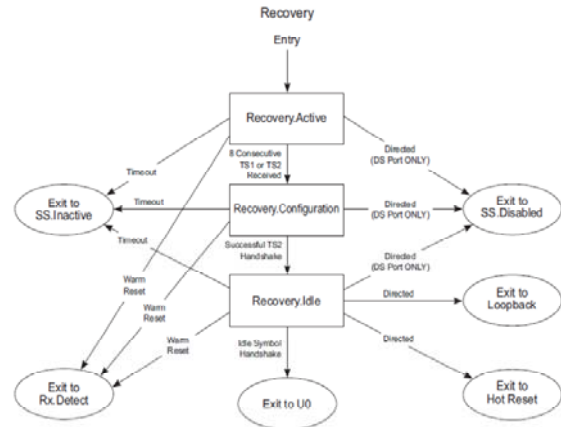 Recovery
Entry
Recovery.Active
8 Consecutive
TS1 or TS2
Received
Directed
(DS Port ONLY)
Timeout
Exit to
SS.Inactive
Timeout
Recovery.Configuration
Directed
(DS Port ONLY)
Exit to
SS.Disabled
Timeout
Successful TS2
Handshake
Directed
(DS Port ONLY)
Warm
Reset
Warm
Reset
Recovery.Idle
Directed
Exit to
Loopback
Warm
Reset
Idle Symbol
Handshake
Directed
Exit to
Rx.Detect
Exit to U0
Exit to
Hot Reset